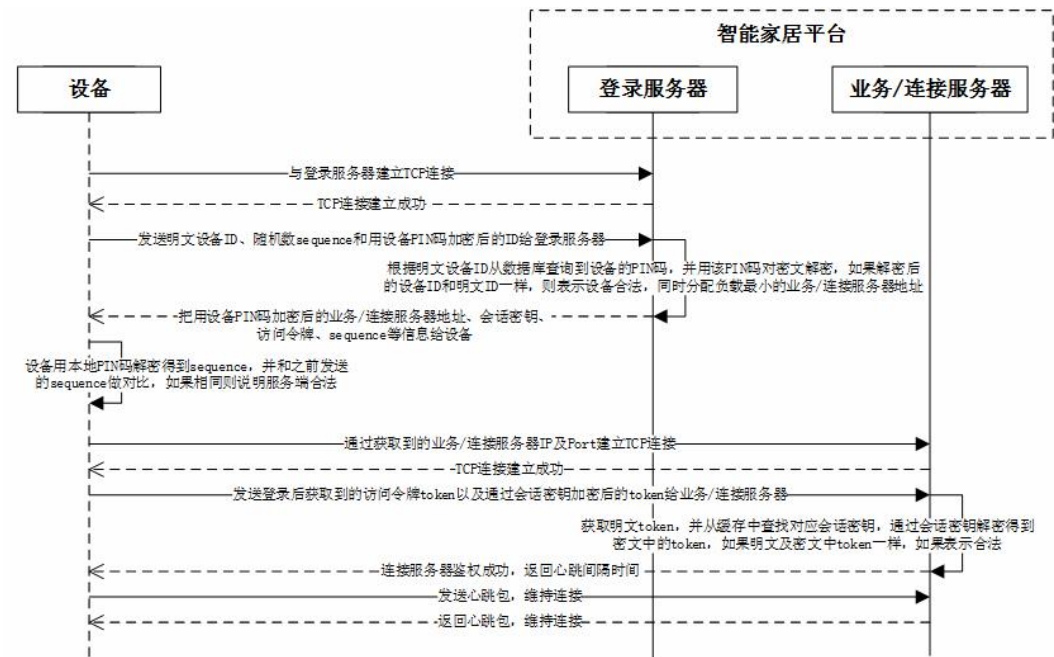 智能家居平台
设备
登录服务器
业务/连接服务器
与登录服务器建立TCP连接
TCP连接建立成功
发送明文设备ID、随机数sequence和用设备PIN码加密后的ID给登录服务器
根据明文设备ID从数据库查询到设备的PIN码，并用该PIN码对密文解密，如果解密后
的设备ID和明文ID一样，则表示设备合法，同时分配负载最小的业务/连接服务器地址
把用设备PIN码加密后的业务/连接服务器地址、会话密钥、
访问令牌、sequence等信息给设备
设备用本地PIN码解密得到sequence，并和之前发送
的sequence做对比，如果相同则说明服务端合法
通过获取到的业务/连接服务器IP及Port建立TCP连接
TCP连接建立成功
发送登录后获取到的访问令牌token以及通过会话密钥加密后的token给业务/连接服务器
获取明文token，并从缓存中查找对应会话密钥，通过会话密钥解密得到
密文中的token，如果明文及密文中token一样，如果表示合法
连接服务器鉴权成功，返回心跳间隔时间
发送心跳包，维持连接
返回心跳包，维持连接